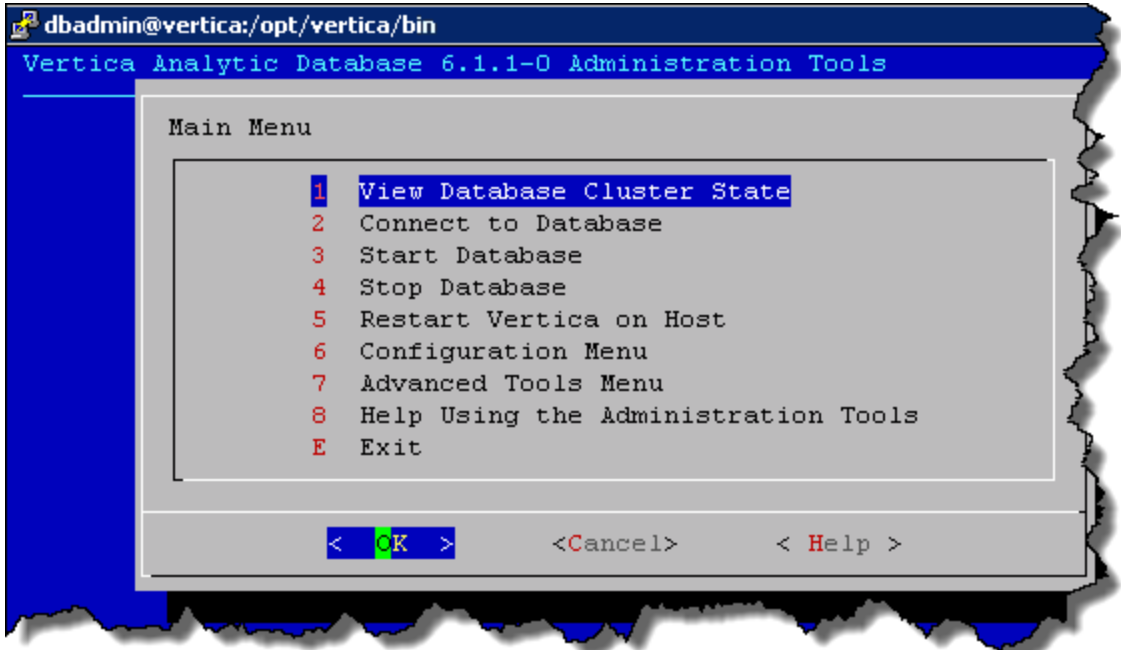 dbadmin@vertica:/opt/vertica/bin
Vertica Analytic Database 6.1.1-0 Administration Tools
Main Menu
1 View Database Cluster State
2 Connect to Database
3 Start Database
4 Stop Database
5 Restart Vertica on Host
6 Configuration Menu
7 Advanced Tools Menu
8 Help Using the Administration Tools
E Exit
< OK > <Cancel> < Help >